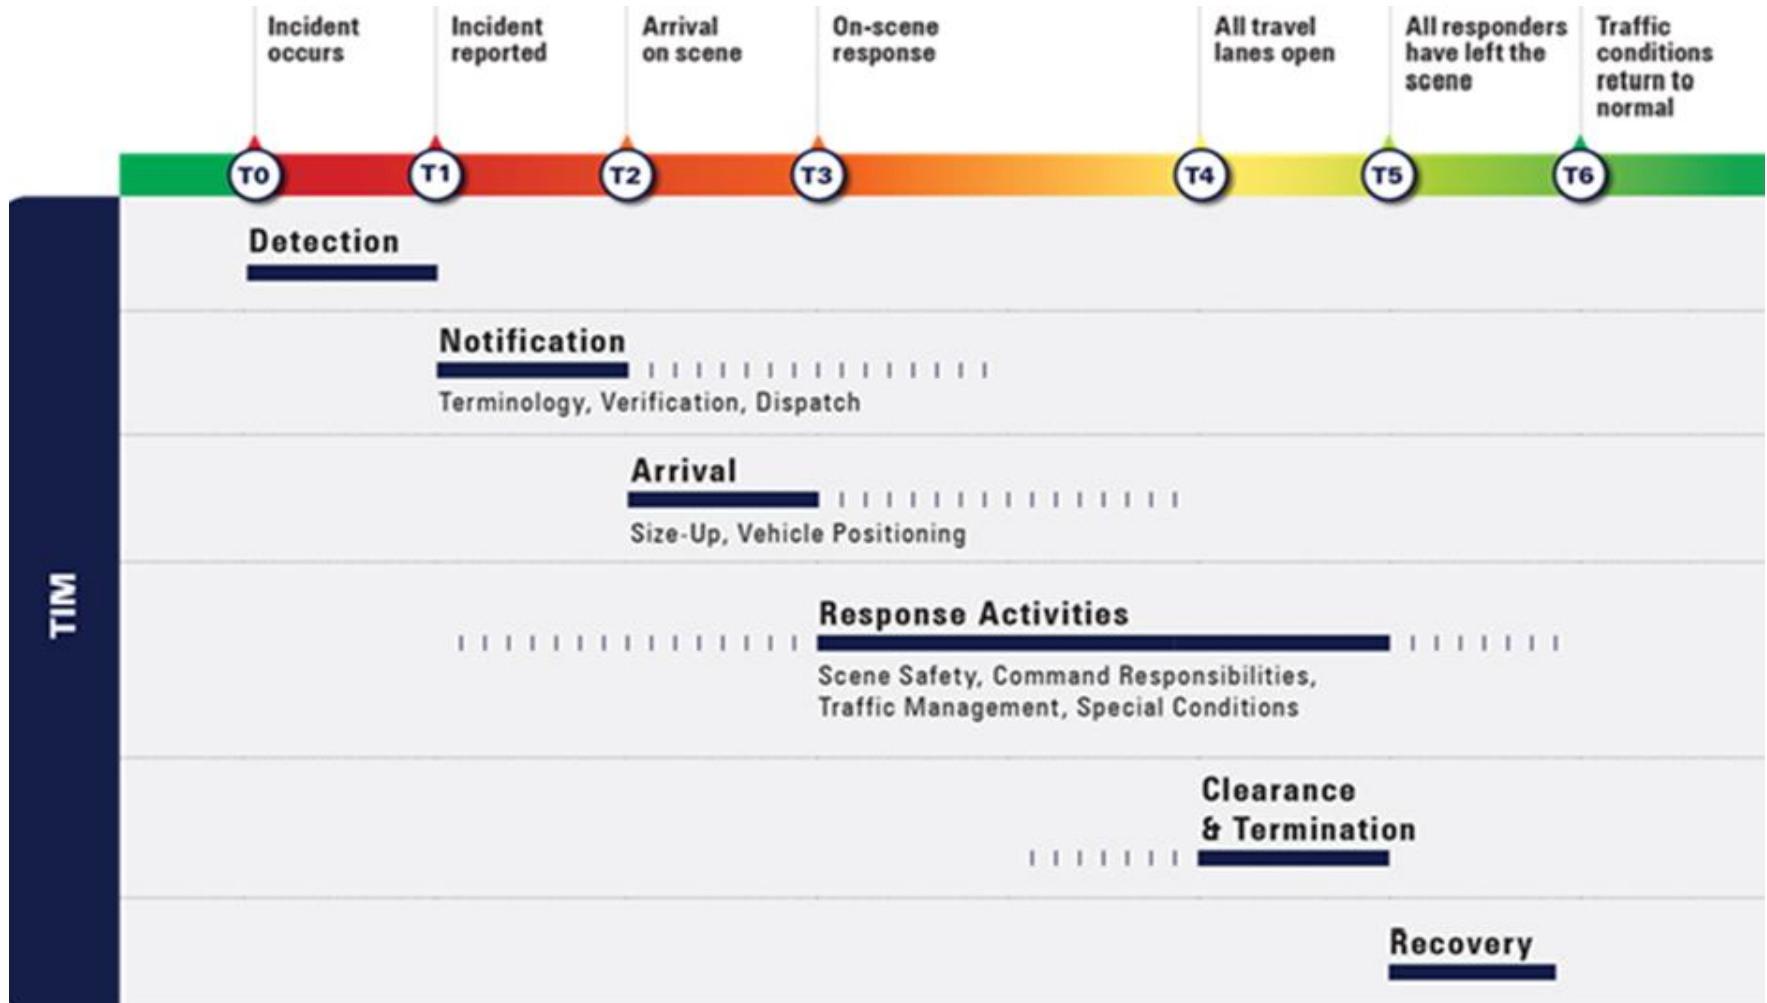 Incident
occurs
Incident
reported
Arrival
on scene
On-scene
response
All travel
lanes open
All responders
have left the
scene
Traffic
conditions
return to
normal
T0
T1
T2
T3
T4
T5
T6
TIM
Detection
Notification
Terminology, Verification, Dispatch
Arrival
Size-Up, Vehicle Positioning
Response Activities
Scene Safety, Command Responsibilities,
Traffic Management, Special Conditions
Clearance
& Termination
Recovery